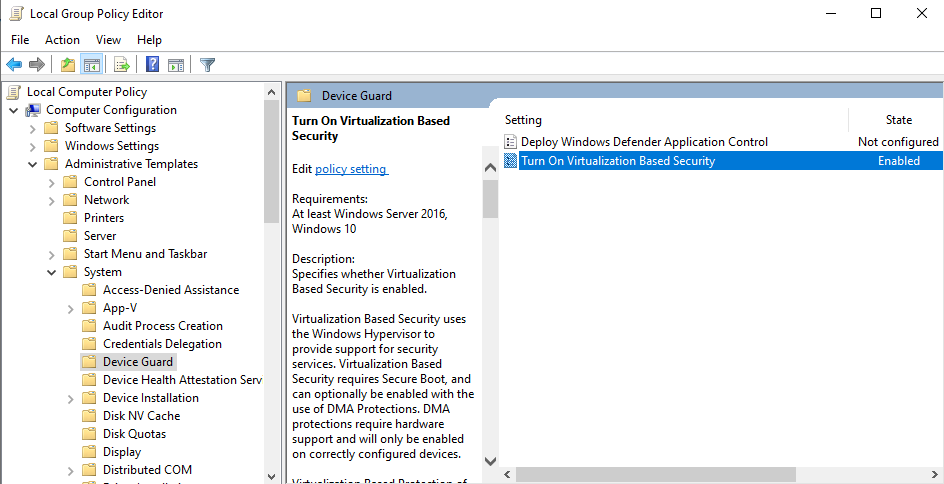 Local Group Policy Editor
File Action View Help
Local Computer Policy
Computer Configuration
Software Settings
Windows Settings
Administrative Templates
Control Panel
Network
Printers
Server
Start Menu and Taskbar
System
Access-Denied Assistance
App-V
Audit Process Creation
Credentials Delegation
Device Guard
Device Health Attestation Serv
Device Installation
Disk NV Cache
Disk Quotas
Display
Distributed COM
Device Guard
Turn On Virtualization Based
Security
Edit policy setting
Requirements:
At least Windows Server 2016,
Windows 10
Description:
Specifies whether Virtualization
Based Security is enabled.
Virtualization Based Security uses
the Windows Hypervisor to
provide support for security
services. Virtualization Based
Security requires Secure Boot, and
can optionally be enabled with the
use of DMA Protections. DMA
protections require hardware
support and will only be enabled
on correctly configured devices.
Virtualization Based Protection of
Setting State
Deploy Windows Defender Application Control Not configured
Turn On Virtualization Based Security Enabled